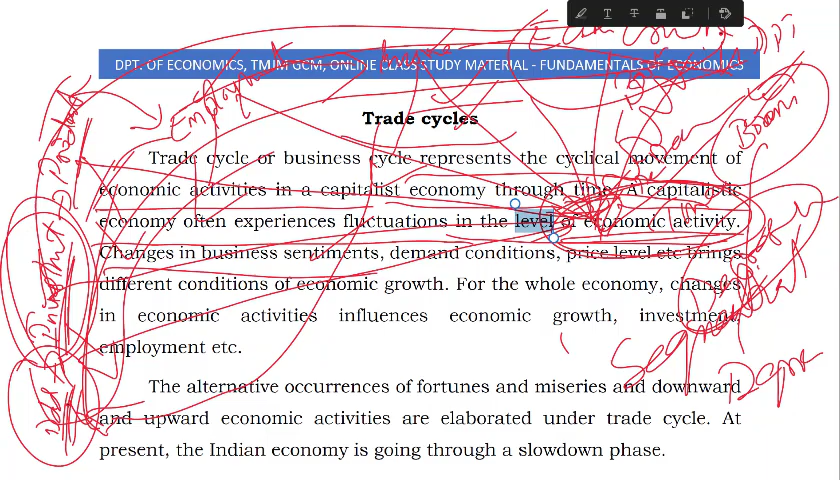 DPT. OF ECONOMICS, TMJM GCM, ONLINE CLASS STUDY MATERIAL - FUNDAMENTALS OF ECONOMICS
Employment
Boom
Trade cycles
Trade cycle or business cycle represents the cyclical movement of
economic activities in a capitalist economy through time. A capitalistic
economy often experiences fluctuations in the level of economic activity.
Changes in business sentiments, demand conditions, price level etc brings
different conditions of economic growth. For the whole economy, changes
in economic activities influences economic growth, investment,
employment etc.
The alternative occurrences of fortunes and miseries and downward
and upward economic activities are elaborated under trade cycle. At
present, the Indian economy is going through a slowdown phase.